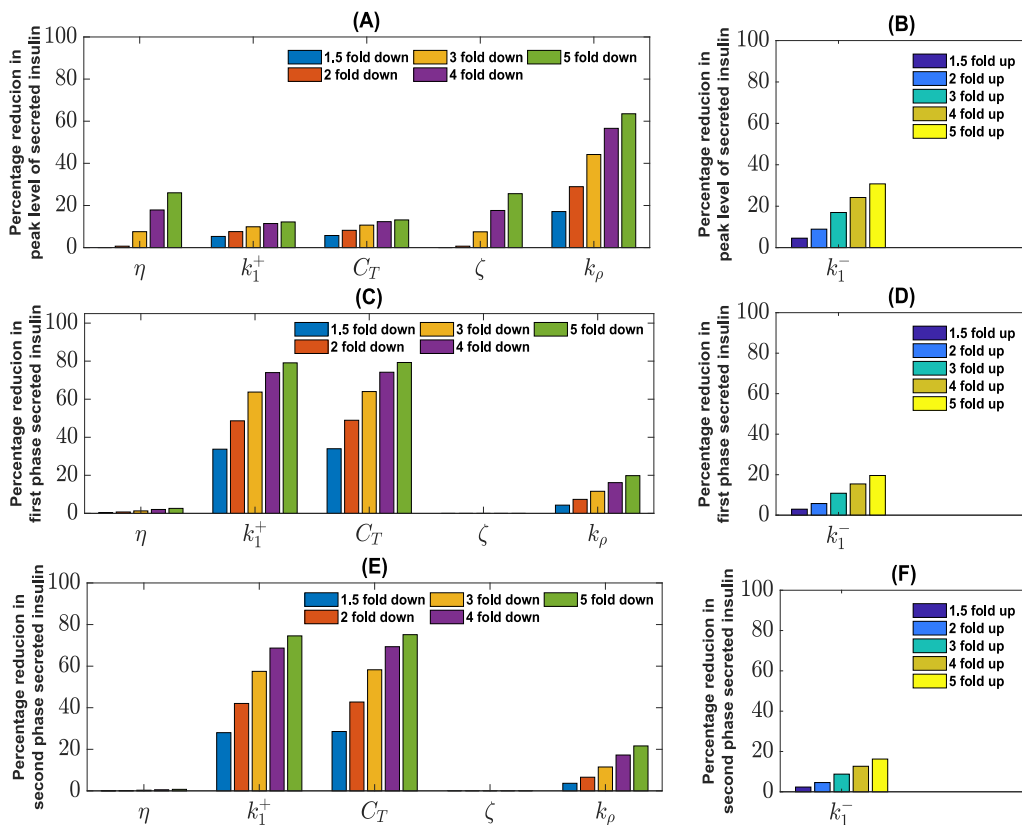 (A)
Percentage reducion in
peak level of secreted insulin
100
80
60
40
20
0
1.5 fold down
3 fold down
5 fold down
2 fold down
4 fold down
η
k₁⁺
C_T
ζ
k_ρ
(B)
Percentage reducion in
peak level of secreted insulin
100
80
60
40
20
0
1.5 fold up
2 fold up
3 fold up
4 fold up
5 fold up
k₁⁻
(C)
Percentage reducion in
first phase secreted insulin
100
80
60
40
20
0
1.5 fold down
3 fold down
5 fold down
2 fold down
4 fold down
η
k₁⁺
C_T
ζ
k_ρ
(D)
Percentage reducion in
first phase secreted insulin
100
80
60
40
20
0
1.5 fold up
2 fold up
3 fold up
4 fold up
5 fold up
k₁⁻
(E)
Percentage reducion in
second phase secreted insulin
100
80
60
40
20
0
1.5 fold down
3 fold down
5 fold down
2 fold down
4 fold down
η
k₁⁺
C_T
ζ
k_ρ
(F)
Percentage reducion in
second phase secreted insulin
100
80
60
40
20
0
1.5 fold up
2 fold up
3 fold up
4 fold up
5 fold up
k₁⁻